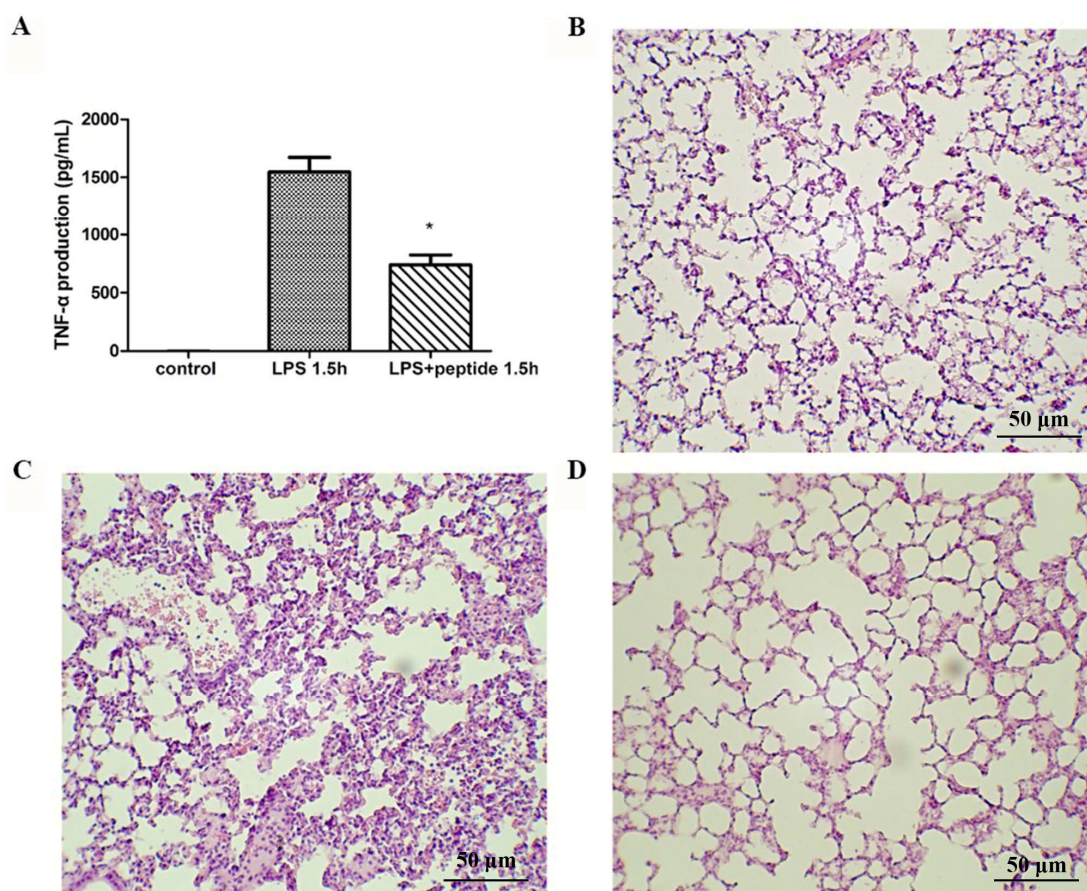 A
TNF-α production (pg/mL)
2000
1500
1000
500
0
*
control
LPS 1.5h
LPS+peptide 1.5h
B
50 µm
C
50 µm
D
50 µm